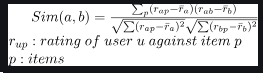 Sim(a, b) = \frac{\sum_p (r_{ap} - \bar{r}_a)(r_{ab} - \bar{r}_b)}{\sqrt{\sum (r_{ap} - \bar{r}_a)^2} \sqrt{\sum (r_{bp} - \bar{r}_b)^2}}
r_{up} : rating of user u against item p
p : items